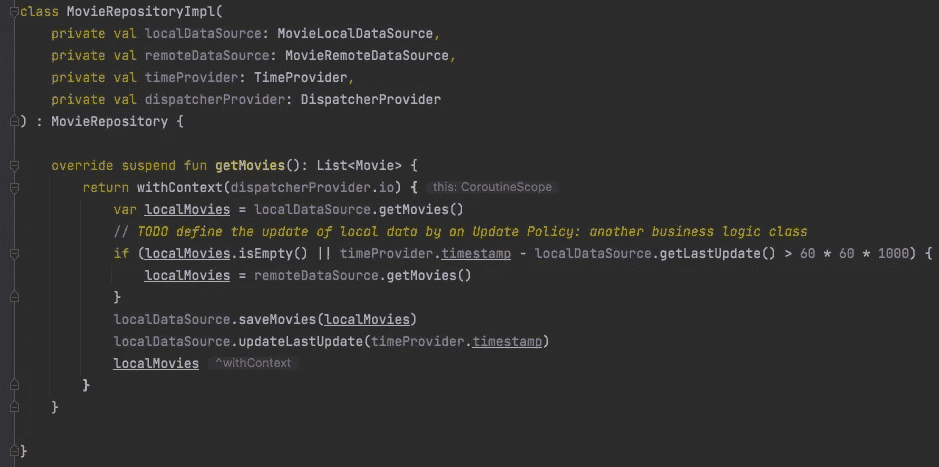 class MovieRepositoryImpl(
    private val localDataSource: MovieLocalDataSource,
    private val remoteDataSource: MovieRemoteDataSource,
    private val timeProvider: TimeProvider,
    private val dispatcherProvider: DispatcherProvider
) : MovieRepository {
    override suspend fun getMovies(): List<Movie> {
        return withContext(dispatcherProvider.io) { this: CoroutineScope
            var localMovies = localDataSource.getMovies()
            // TODO define the update of local data by an Update Policy: another business logic class
            if (localMovies.isEmpty() || timeProvider.timestamp - localDataSource.getLastUpdate() > 60 * 60 * 1000) {
                localMovies = remoteDataSource.getMovies()
            }
            localDataSource.saveMovies(localMovies)
            localDataSource.updateLastUpdate(timeProvider.timestamp)
            localMovies ^withContext
        }
    }
}